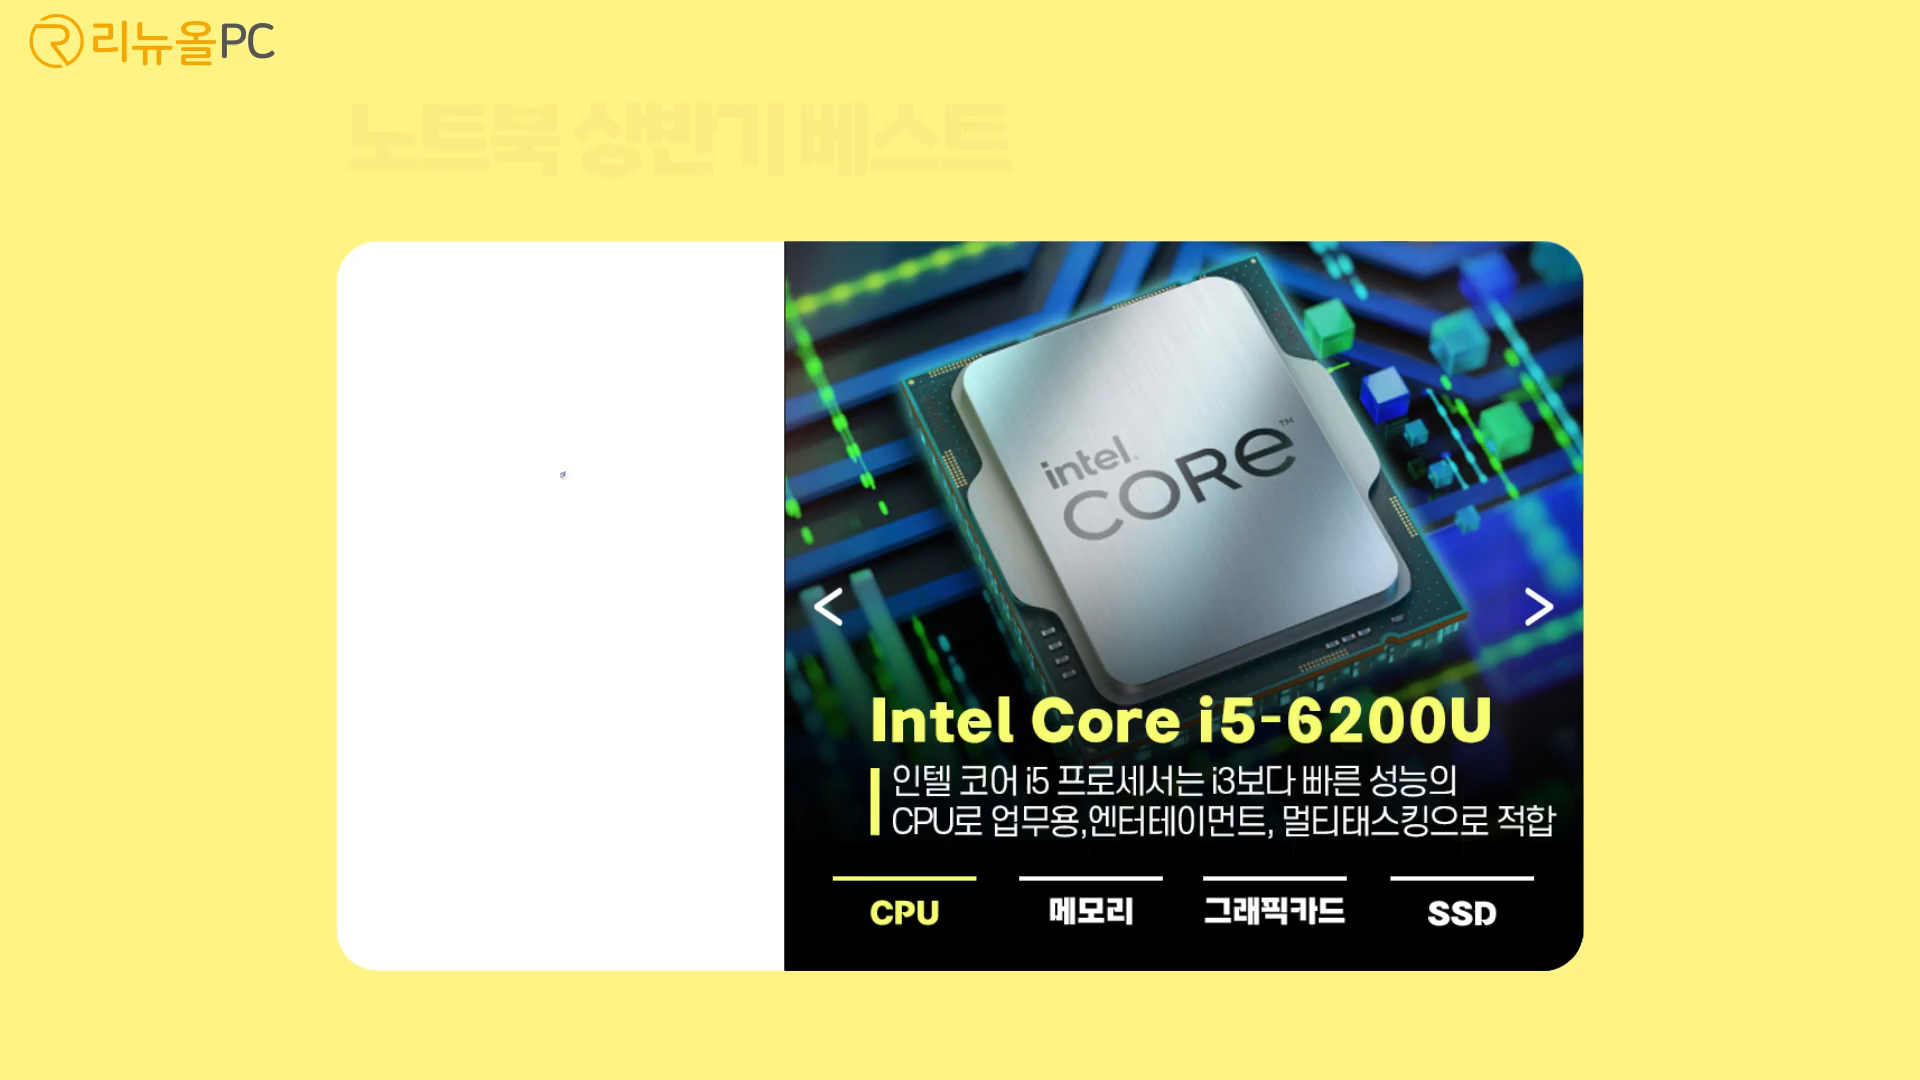 리뉴올PC
노트북 상반기 베스트
intel.
CORE™
Intel Core i5-6200U
인텔 코어 i5 프로세서는 i3보다 빠른 성능의
CPU로 업무용,엔터테이먼트, 멀티태스킹으로 적합
CPU
메모리
그래픽카드
SSD